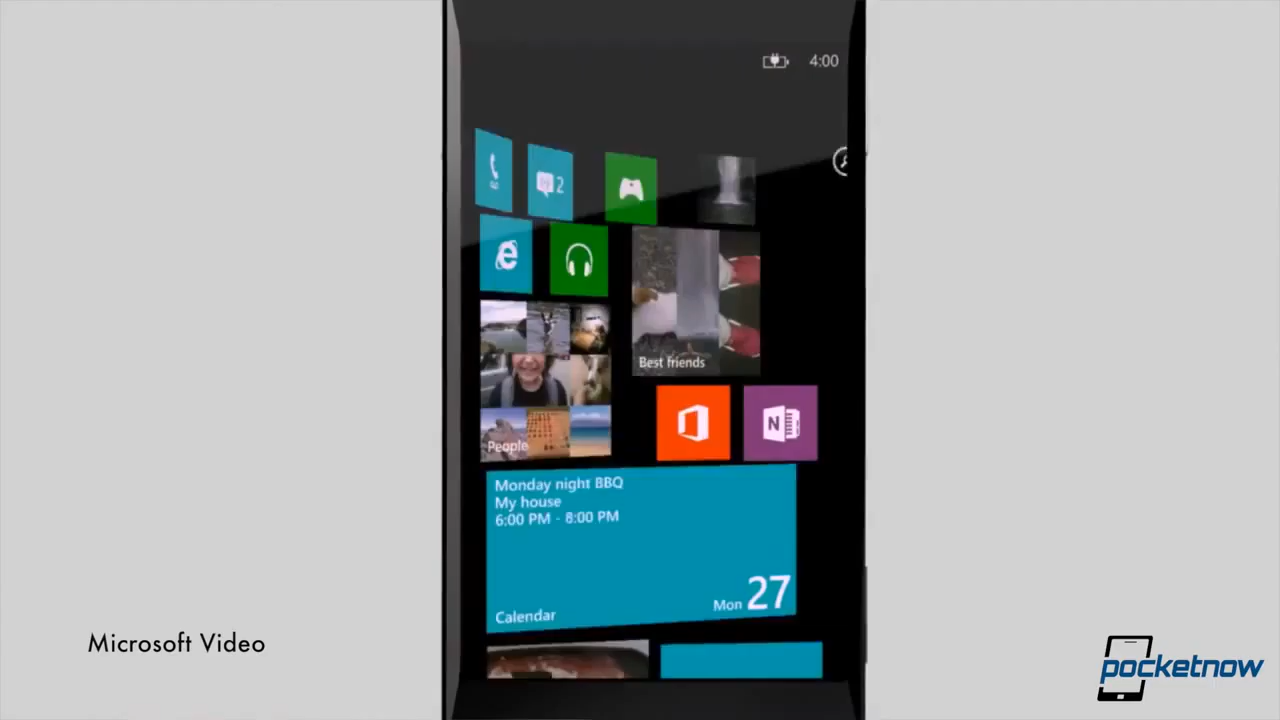 4:00
2
Best friends
People
N
Monday night BBQ
My house
6:00 PM - 8:00 PM
Calendar
Mon 27
Microsoft Video
pocketnow